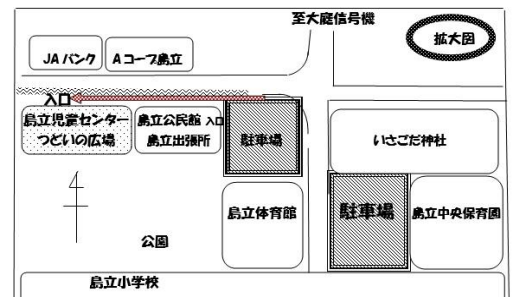 至大庭信号機
拡大図
JAバンク
Aコープ島立
入口
島立児童センター
つどいの広場
島立公民館 入口
島立出張所
駐車場
いさごだ神社
島立体育館
駐車場
島立中央保育園
公園
島立小学校